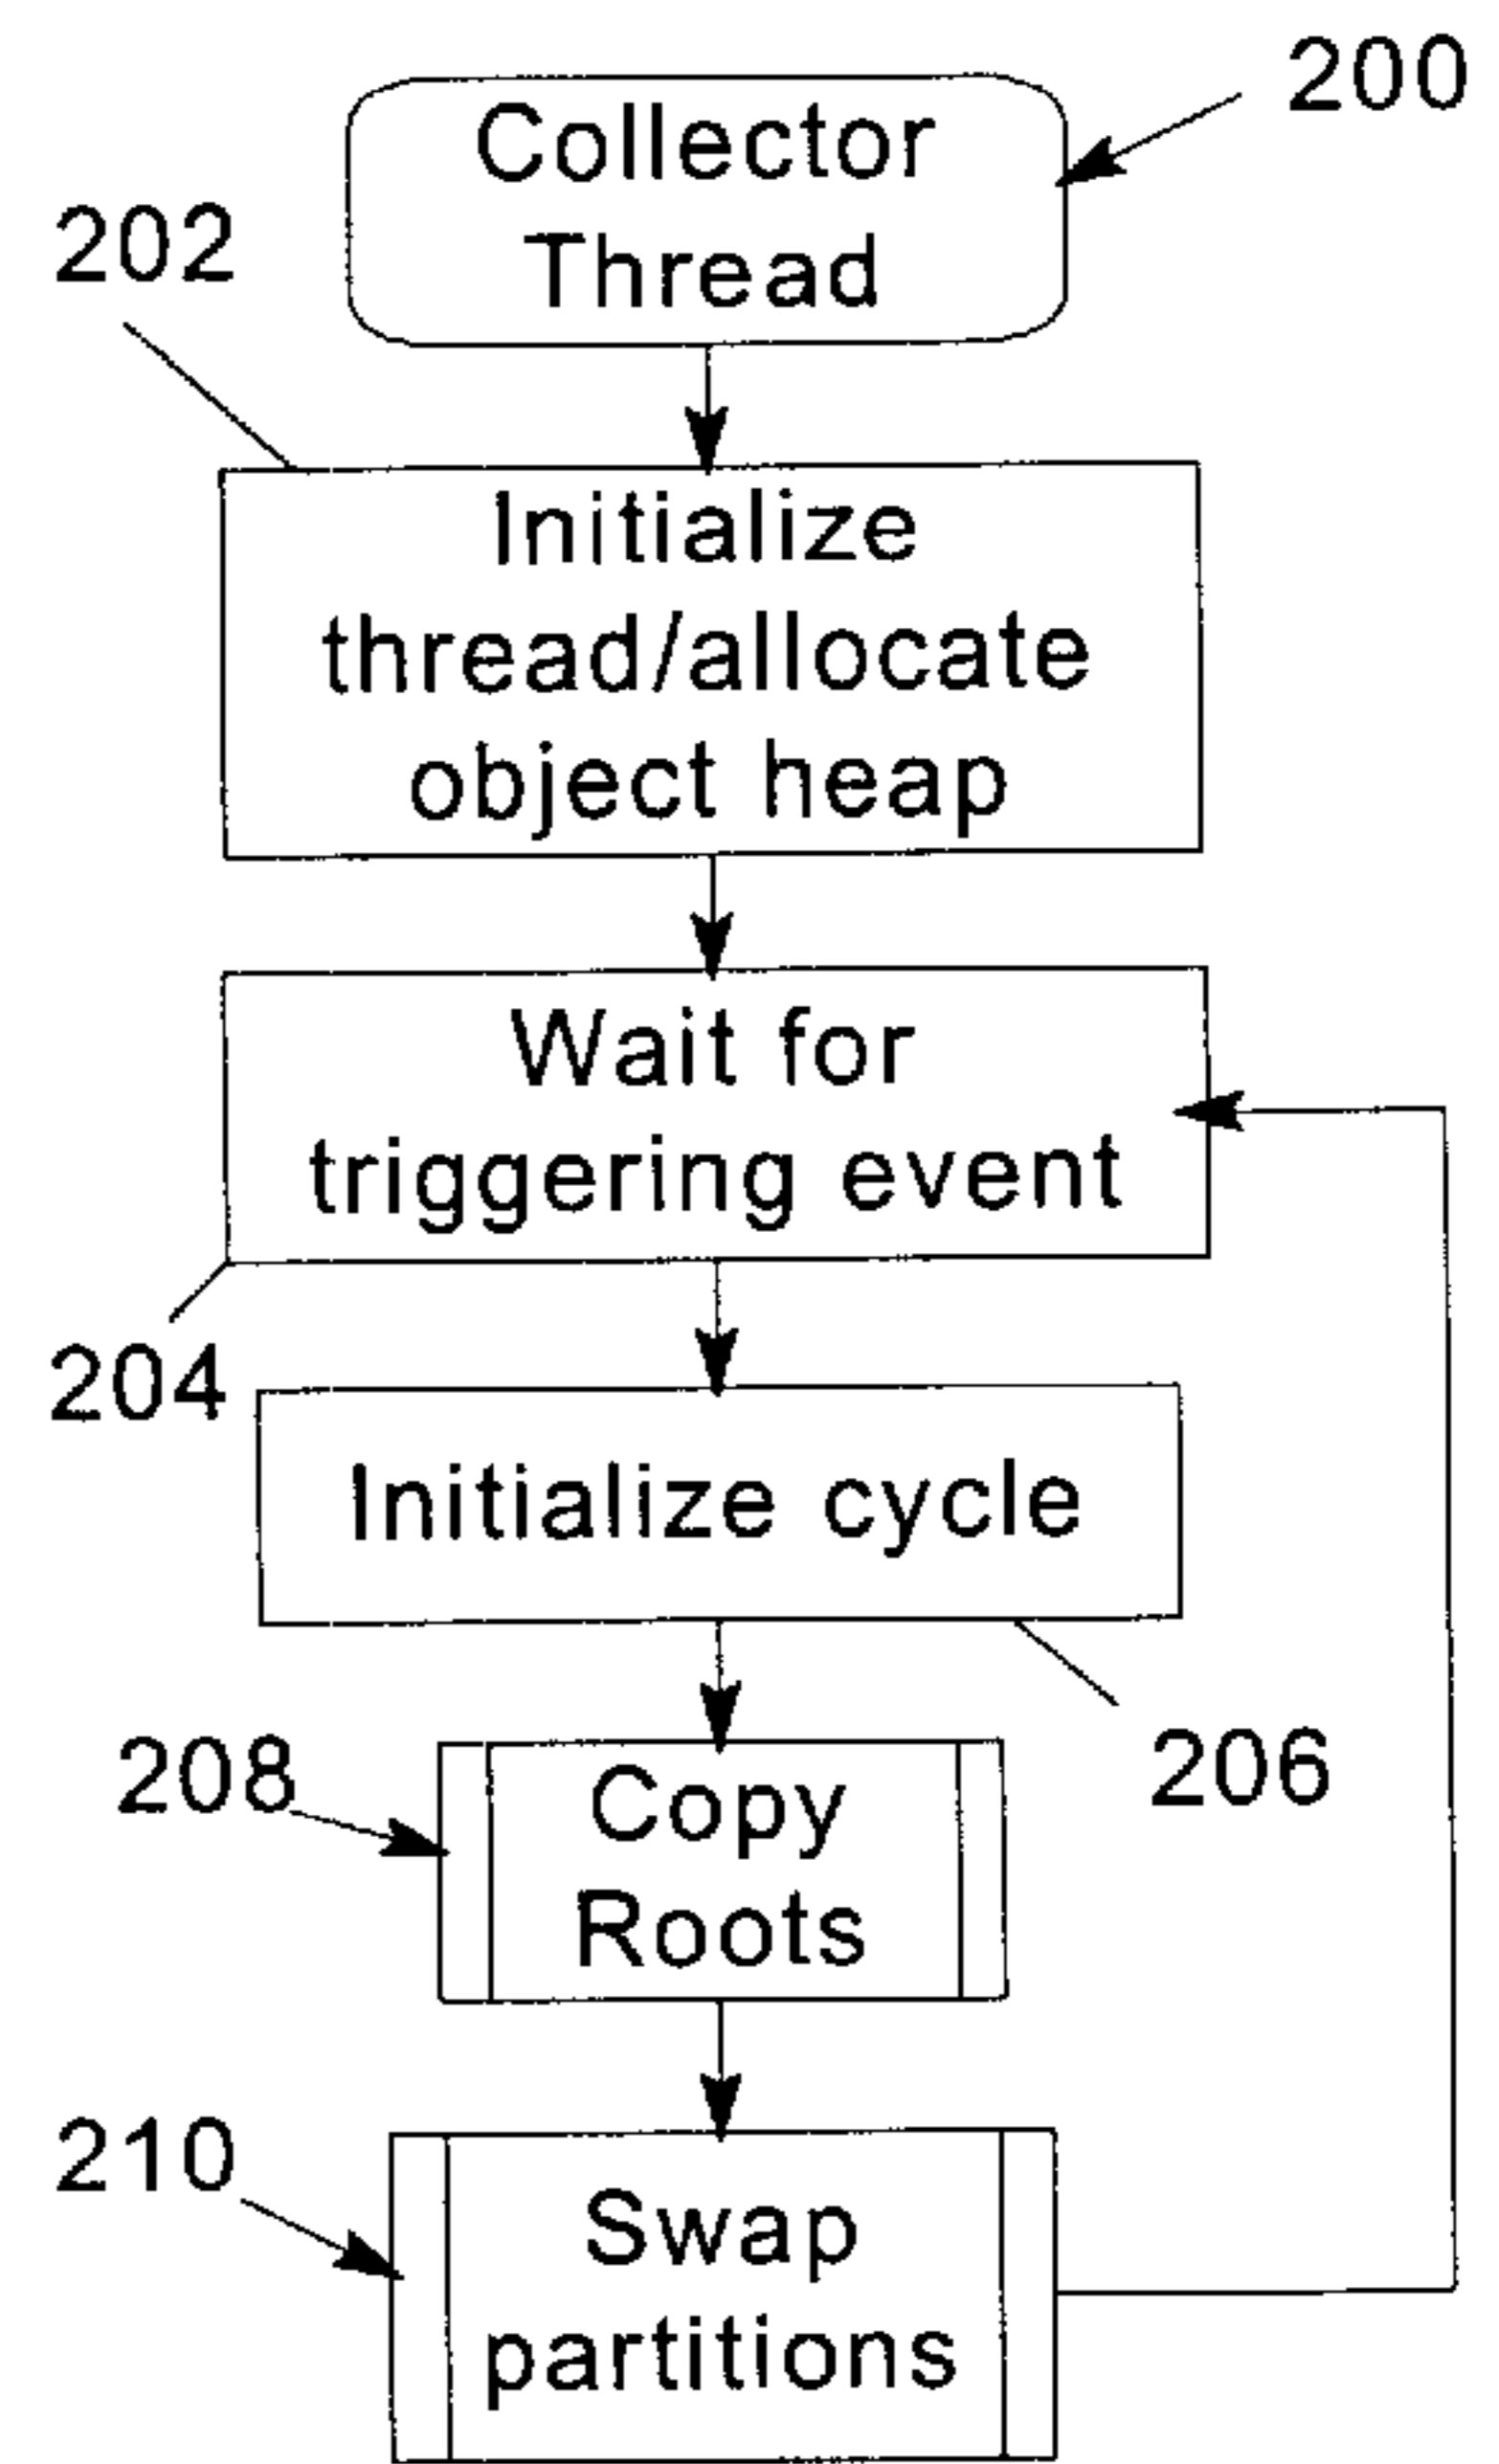 200
Collector
Thread
202
Initialize
thread/allocate
object heap
Wait for
triggering event
204
Initialize cycle
206
208
Copy
Roots
210
Swap
partitions